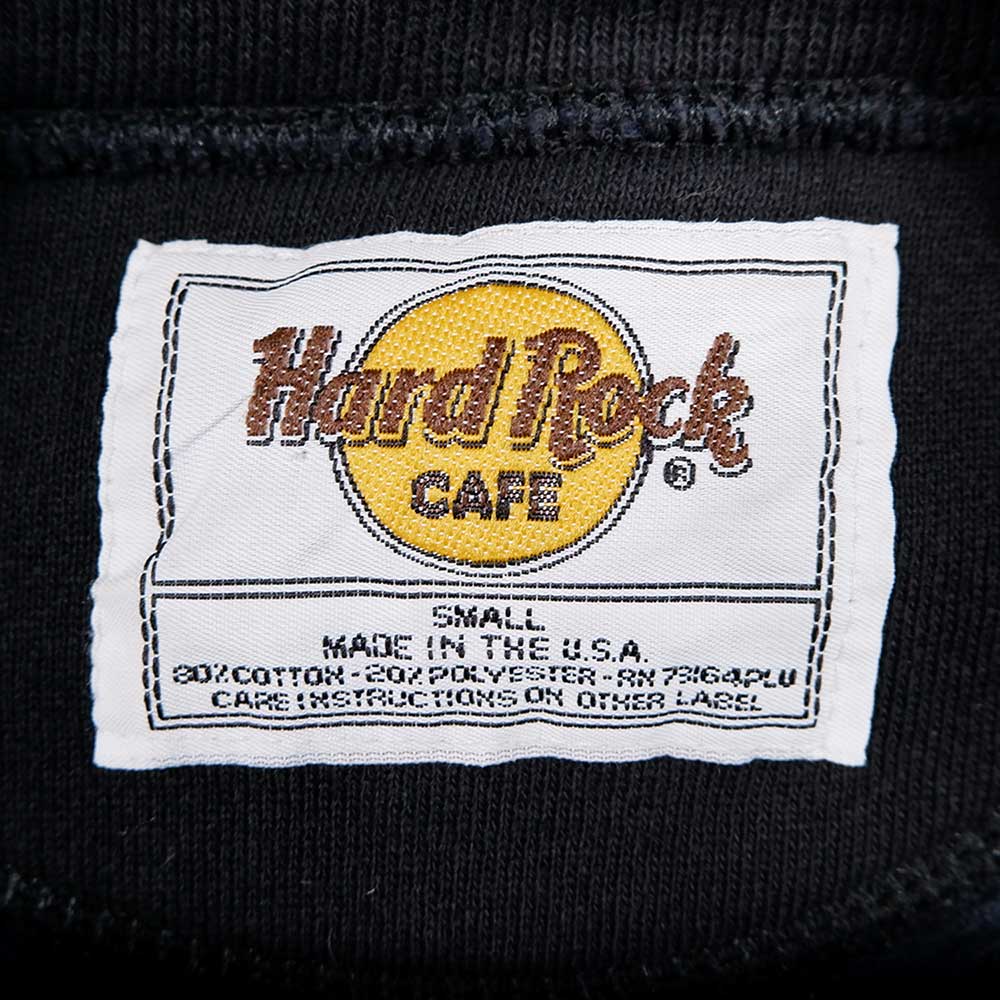 Hard Rock
CAFE
®
SMALL
MADE IN THE U.S.A.
80% COTTON - 20% POLYESTER - RN 73164PLU
CARE INSTRUCTIONS ON OTHER LABEL